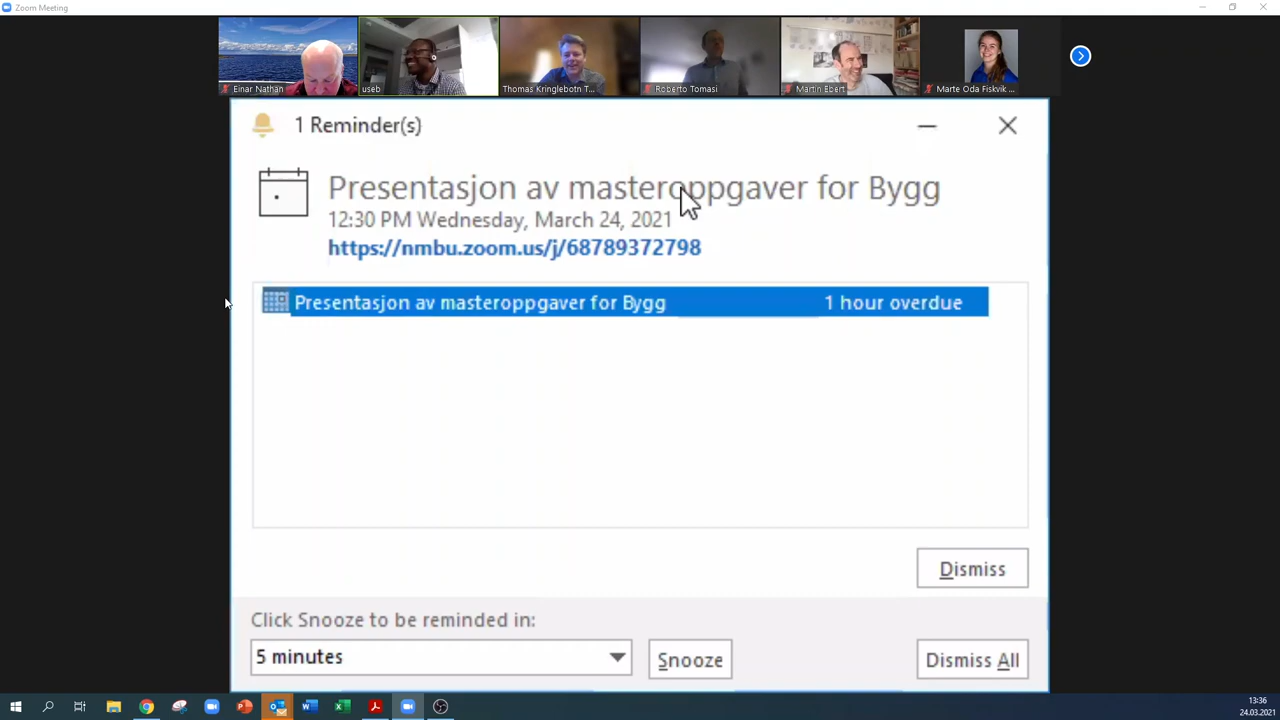 Zoom Meeting
Einar Nathan
useb
Thomas Kringlebotn T...
Roberto Tomasi
Martin Ebert
Marte Oda Fiskvik ...
1 Reminder(s)
Presentasjon av masteroppgaver for Bygg
12:30 PM Wednesday, March 24, 2021
https://nmbu.zoom.us/j/68789372798
Presentasjon av masteroppgaver for Bygg 1 hour overdue
Dismiss
Click Snooze to be reminded in:
5 minutes
Snooze
Dismiss All
13:36
24.03.2021